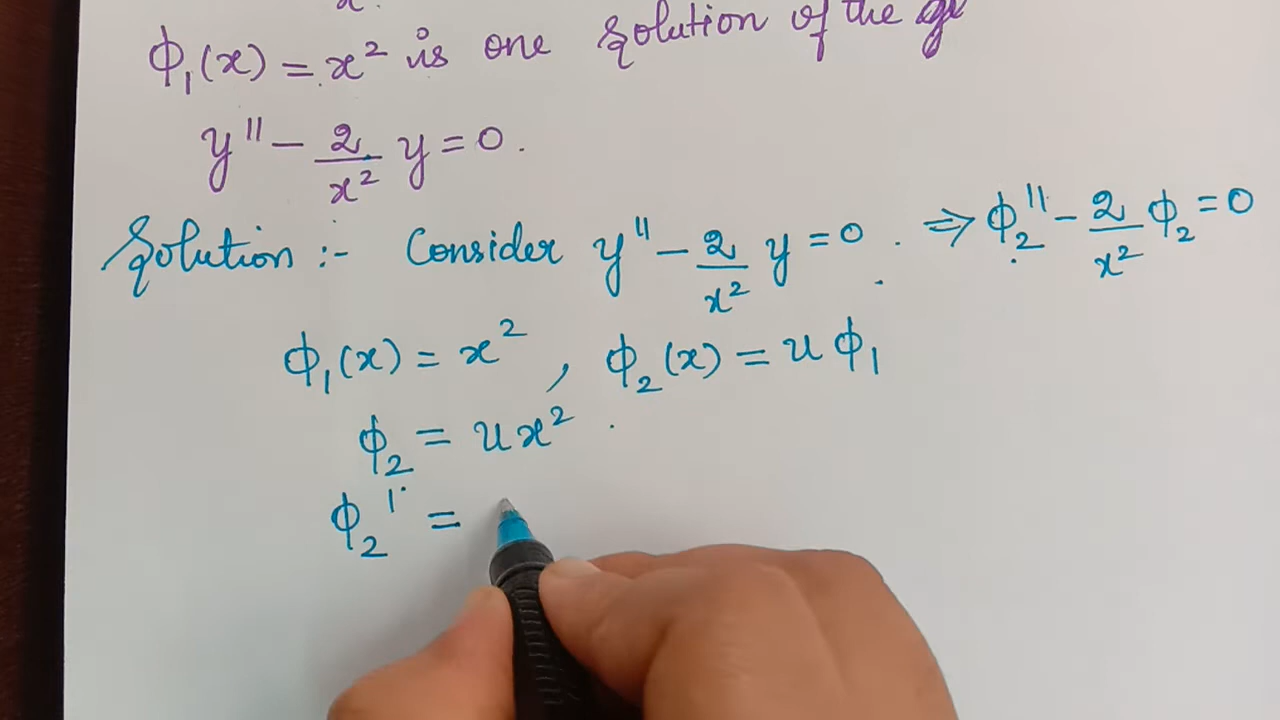 x.
ϕ₁(x) = x² is one solution of the
y'' - 2/x² y = 0.
Solution :- Consider y'' - 2/x² y = 0. ⇒ ϕ₂'' - 2/x² ϕ₂ = 0
ϕ₁(x) = x², ϕ₂(x) = u ϕ₁
ϕ₂ = u x².
ϕ₂' =